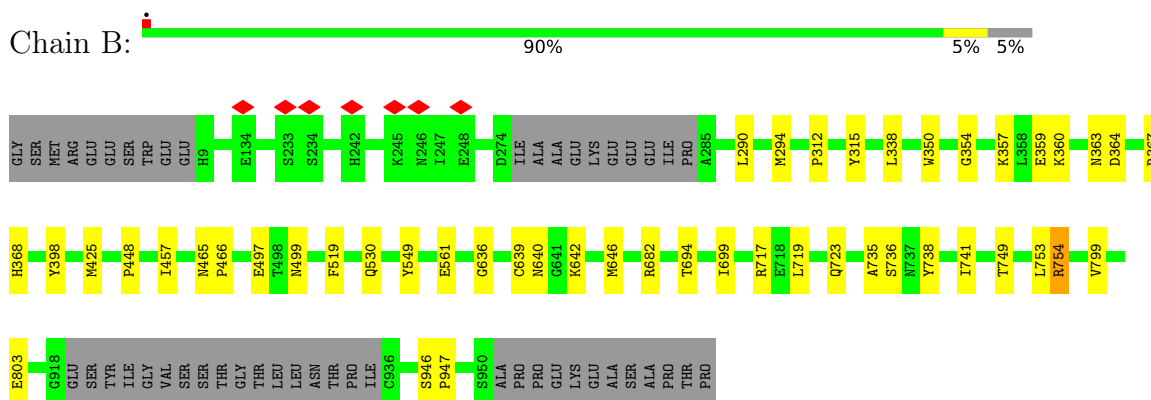 Chain B:
90% 5% 5%
GLY SER MET ARG GLU GLU SER TRP GLU GLU H9 E134 S233 S234 H242 K245 N246 I247 E248 D274 ILE ALA ALA GLU LYS GLU GLU GLU ILE PRO A285 L290 M294 P312 Y315 L338 W350 G354 K357 L358 E359 K360 N363 D364
H368 Y398 M425 P448 I457 N465 P466 E497 T498 N499 F519 Q530 Y549 E561 G636 C639 N640 G641 K642 M646 R682 T694 I699 R717 E718 L719 Q723 A735 S736 N737 Y738 I741 T749 L753 R754 V799
E803 G918 GLU SER TYR ILE GLY VAL SER SER THR GLY THR LEU LEU ASN THR PRO ILE C936 S946 P947 S950 ALA PRO PRO GLU LYS GLU ALA SER ALA PRO THR PRO